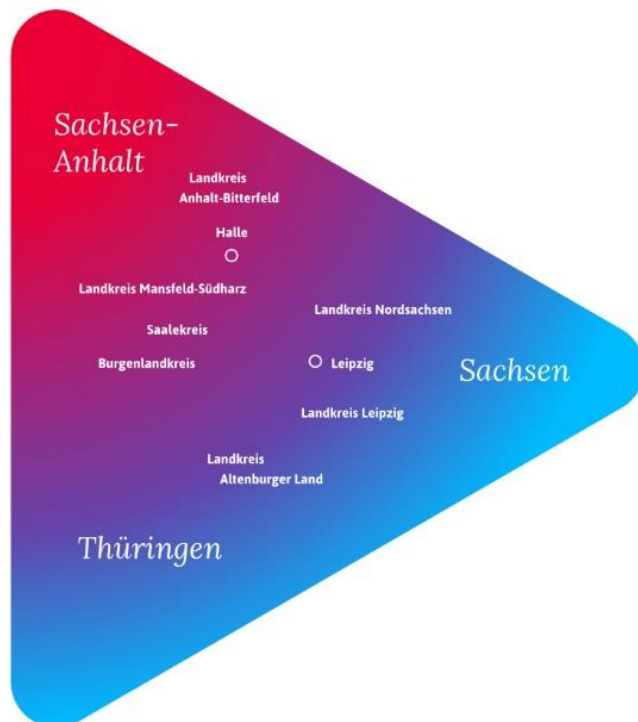 Sachsen-
Anhalt
Landkreis
Anhalt-Bitterfeld
Halle
Landkreis Mansfeld-Südharz
Landkreis Nordsachsen
Saalekreis
Burgenlandkreis
Leipzig
Sachsen
Landkreis Leipzig
Landkreis
Altenburger Land
Thüringen